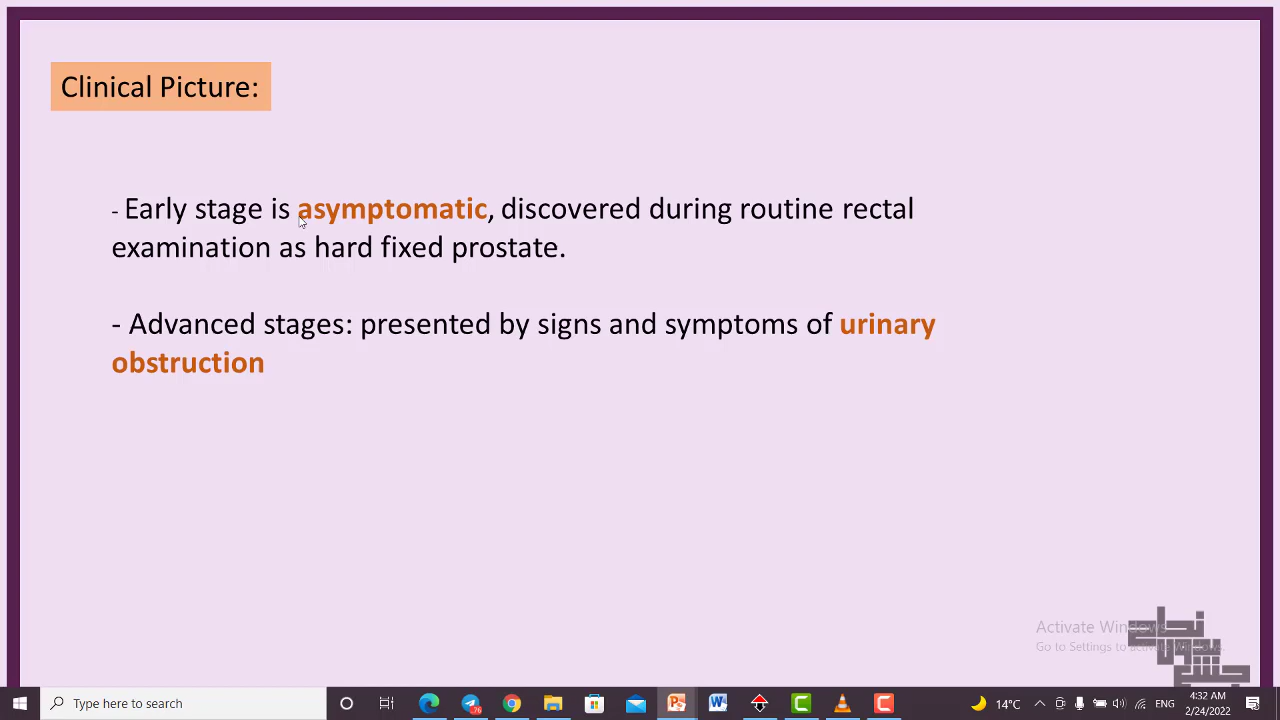 Clinical Picture:
- Early stage is asymptomatic, discovered during routine rectal
examination as hard fixed prostate.
- Advanced stages: presented by signs and symptoms of urinary
obstruction
Activate Windows
Go to Settings to activate Windows.
Type here to search
76
14°C
ENG
4:32 AM
2/24/2022